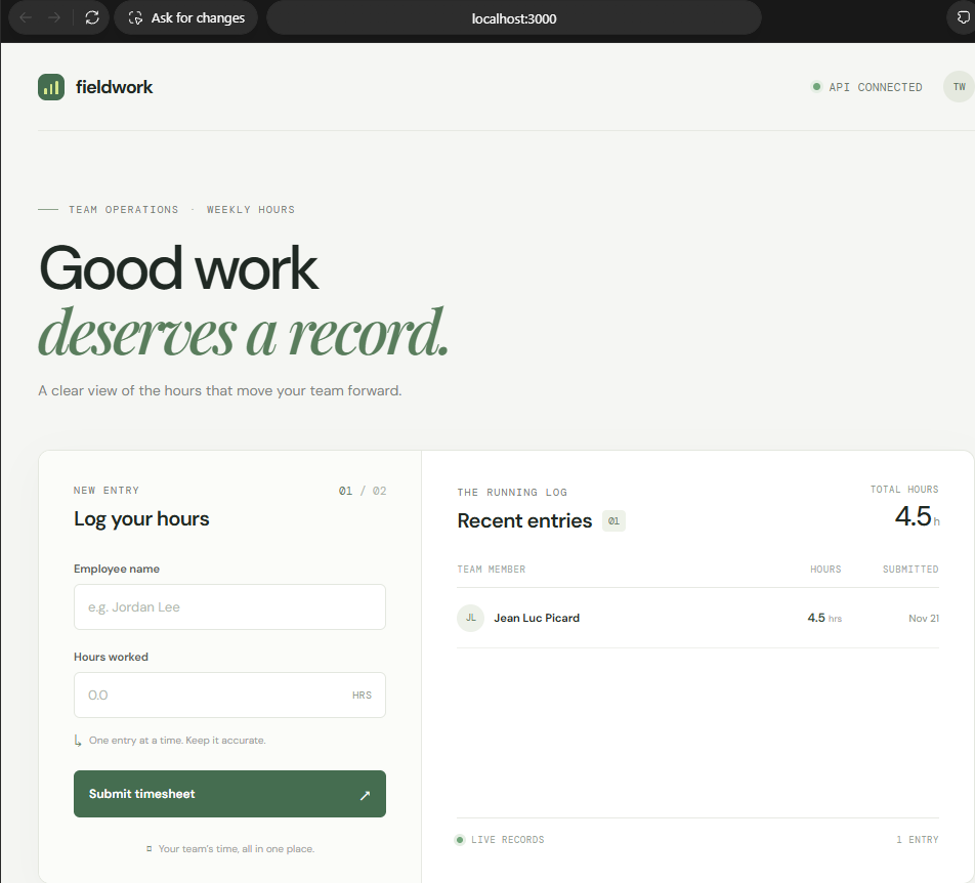 Ask for changes
localhost:3000
fieldwork
API CONNECTED
TW
TEAM OPERATIONS · WEEKLY HOURS
Good work
deserves a record.
A clear view of the hours that move your team forward.
NEW ENTRY
01 / 02
Log your hours
Employee name
e.g. Jordan Lee
Hours worked
0.0
HRS
One entry at a time. Keep it accurate.
Submit timesheet
Your team's time, all in one place.
THE RUNNING LOG
Recent entries 01
TOTAL HOURS
4.5h
TEAM MEMBER HOURS SUBMITTED
JL Jean Luc Picard 4.5 hrs Nov 21
LIVE RECORDS
1 ENTRY